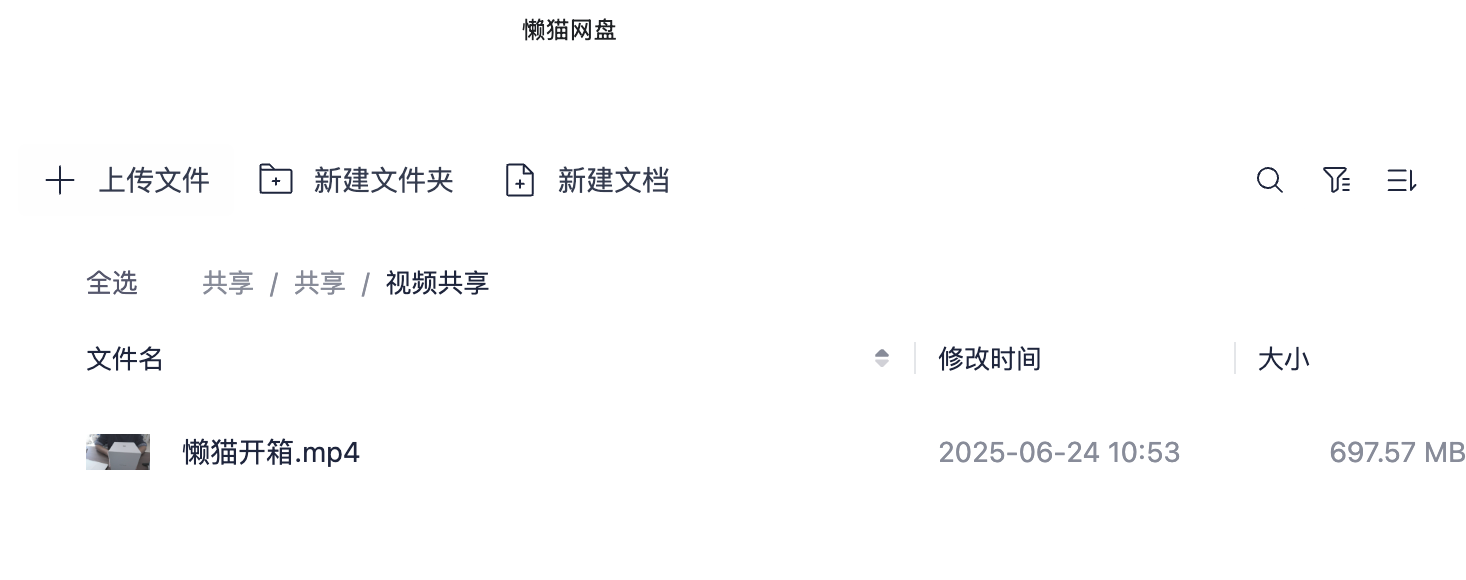 懒猫网盘
上传文件 新建文件夹 新建文档
全选 共享 / 共享 / 视频共享
文件名 修改时间 大小
懒猫开箱.mp4 2025-06-24 10:53 697.57 MB